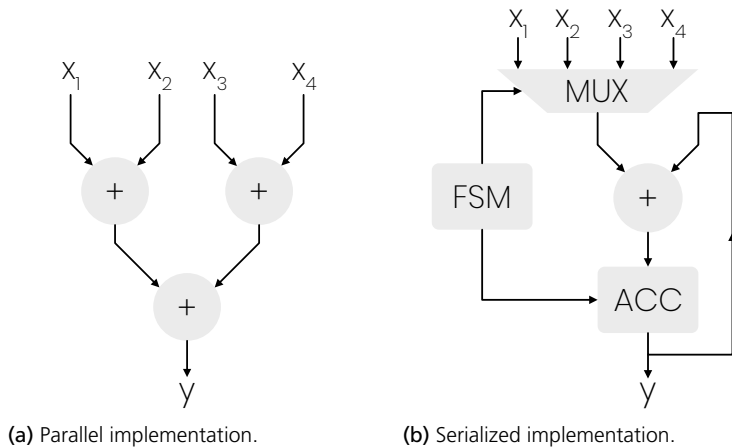 X1 X2 X3 X4
+ +
+
y
(a) Parallel implementation.
X1 X2 X3 X4
MUX
FSM +
ACC
y
(b) Serialized implementation.